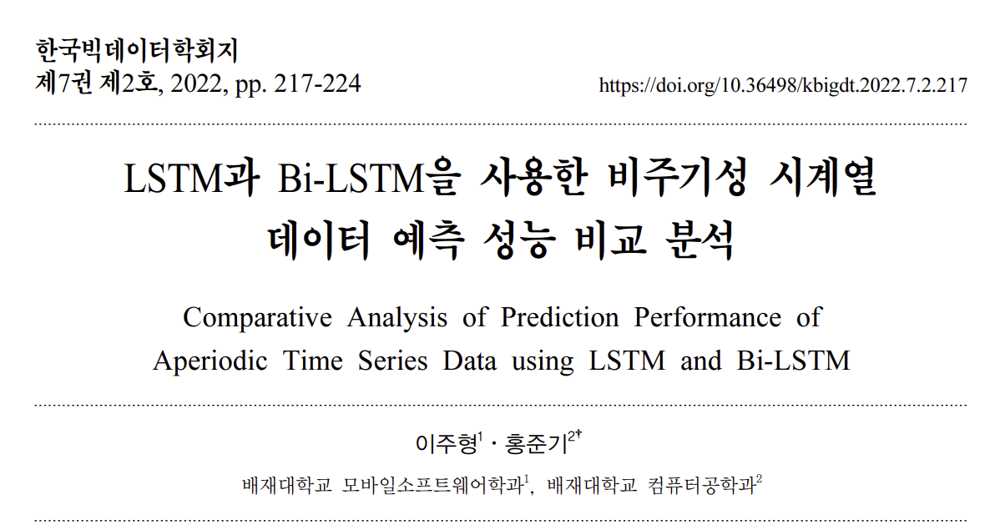 한국빅데이터학회지
제7권 제2호, 2022, pp. 217-224
https://doi.org/10.36498/kbigdt.2022.7.2.217
LSTM과 Bi-LSTM을 사용한 비주기성 시계열
데이터 예측 성능 비교 분석
Comparative Analysis of Prediction Performance of
Aperiodic Time Series Data using LSTM and Bi-LSTM
이주형1・홍준기2†
배재대학교 모바일소프트웨어학과1, 배재대학교 컴퓨터공학과2